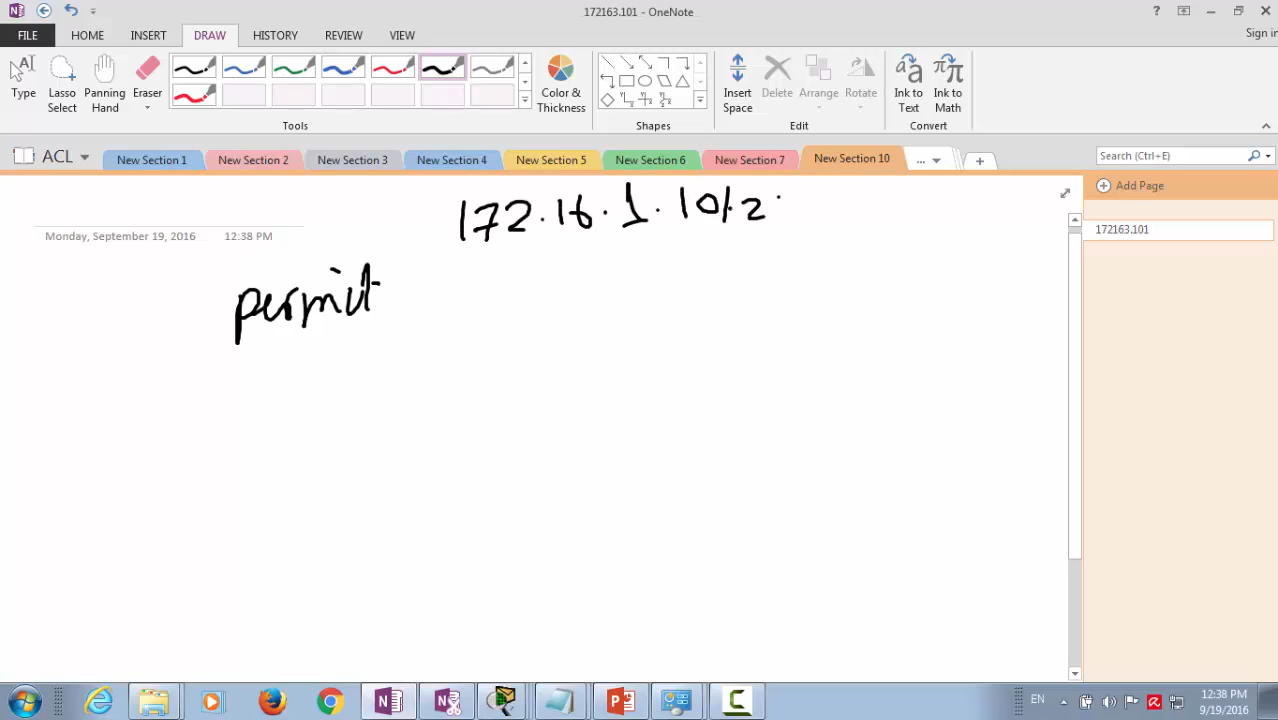 172163.101 - OneNote
? 
FILE HOME INSERT DRAW HISTORY REVIEW VIEW Sign in
Type Lasso Select Panning Hand Eraser Color & Thickness Insert Space Delete Arrange Rotate Ink to Text Ink to Math
Tools Shapes Edit Convert
ACL New Section 1 New Section 2 New Section 3 New Section 4 New Section 5 New Section 6 New Section 7 New Section 10 ... Search (Ctrl+E)
Add Page
172163.101
172.16.1.101.2
Monday, September 19, 2016 12:38 PM
permit
EN 12:38 PM
9/19/2016